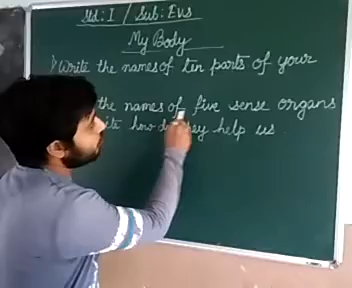 Std: I / Sub: Evs
My Body
1) Write the names of ten parts of your
the names of five sense organs
how do they help us.